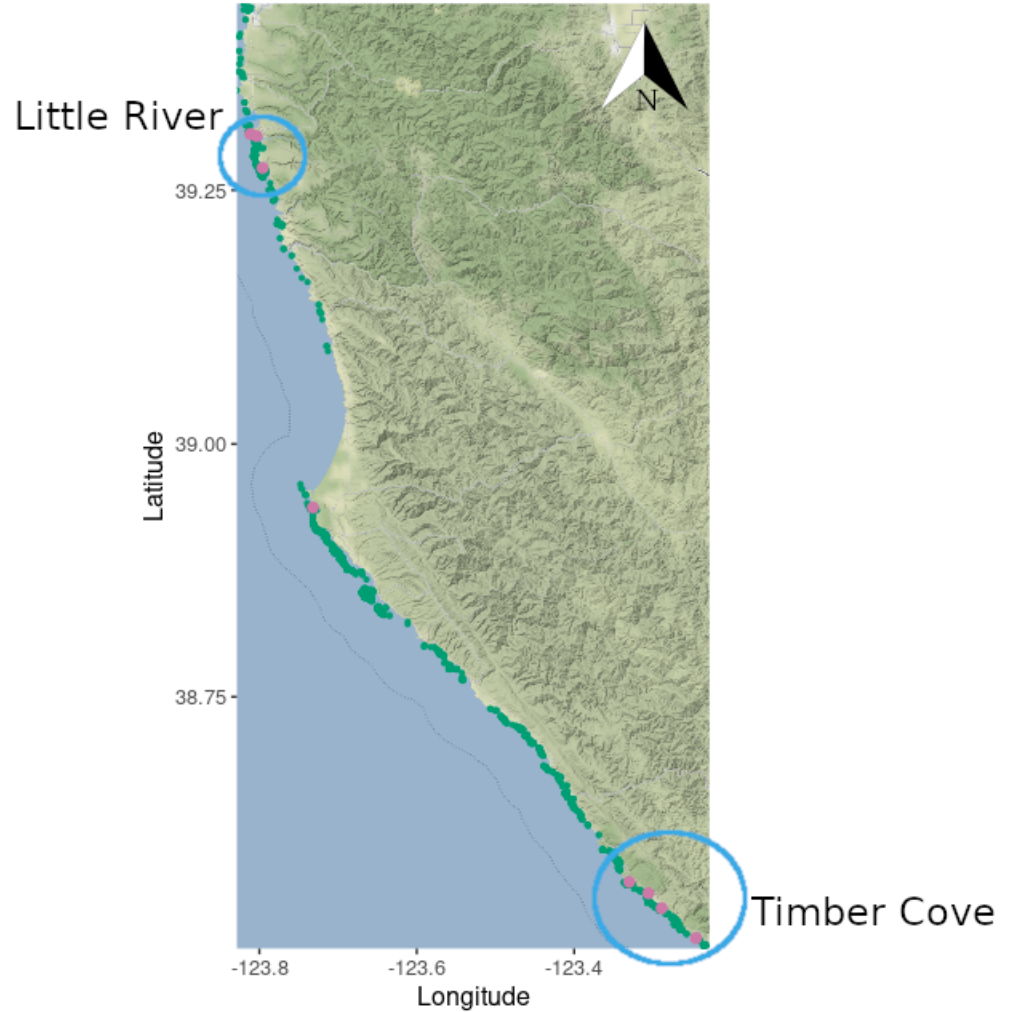 N
Little River
39.25
39.00
Latitude
38.75
Timber Cove
-123.8
-123.6
-123.4
Longitude